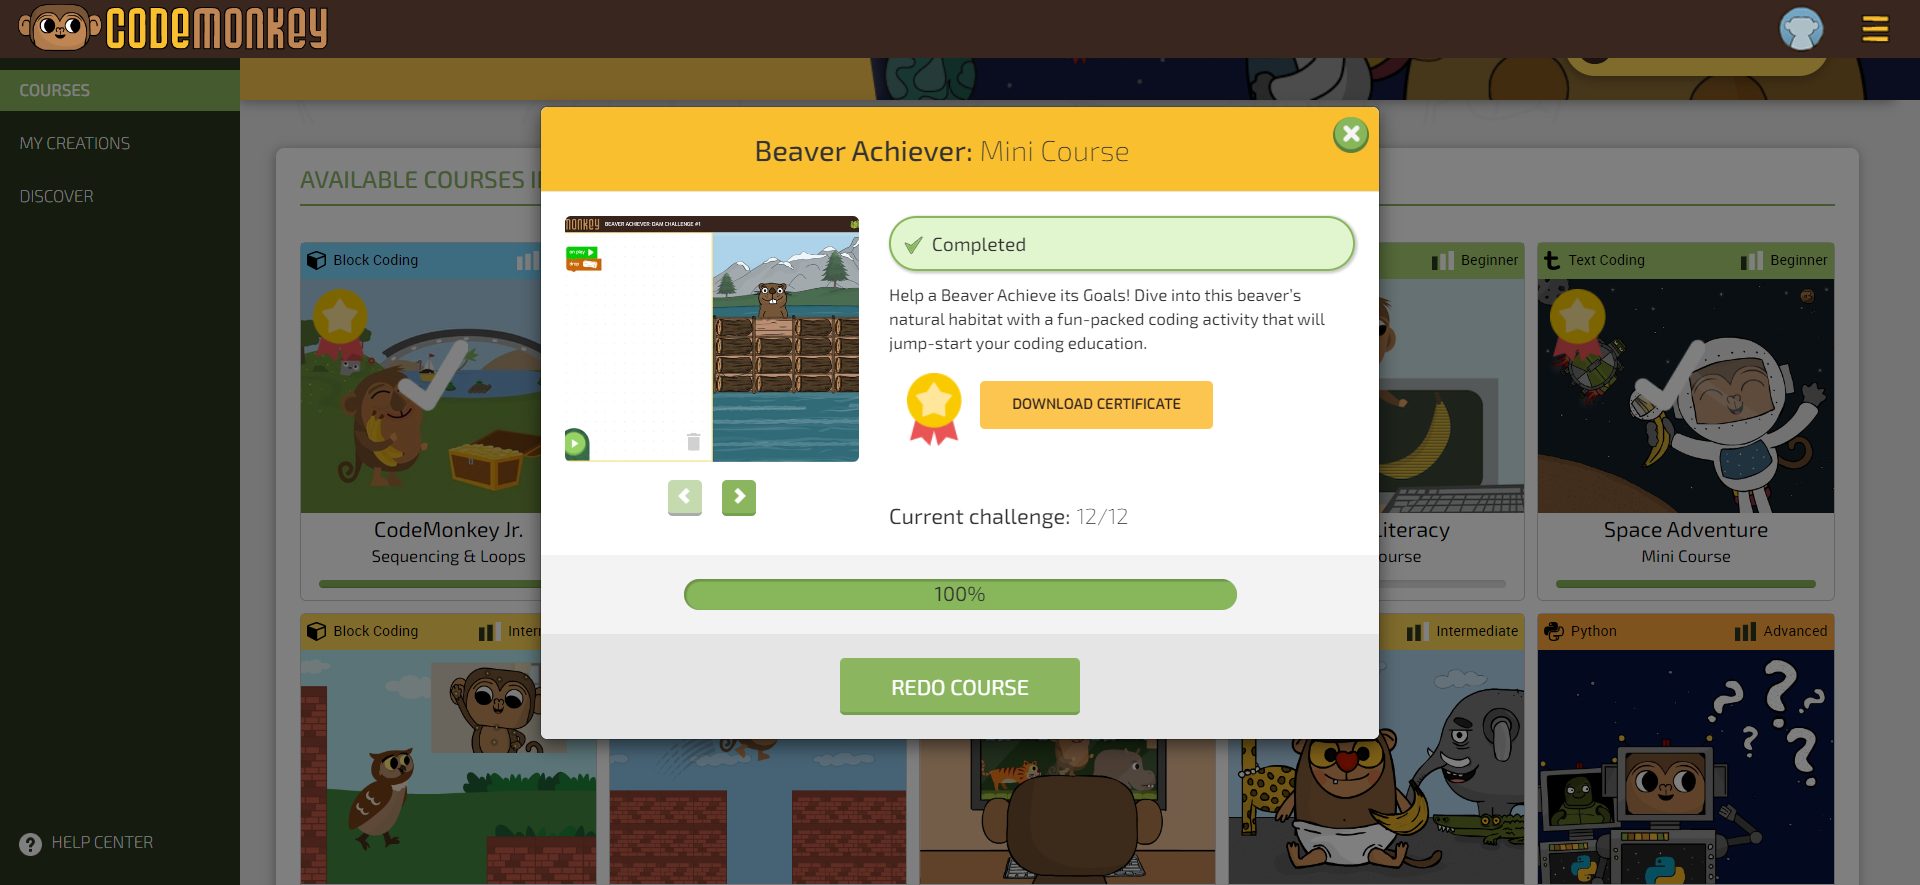 CODEMONKEY
COURSES
MY CREATIONS
DISCOVER
HELP CENTER
AVAILABLE COURSES I
Block Coding
CodeMonkey Jr.
Sequencing & Loops
Beginner
Text Coding
Beginner
Space Adventure
Mini Course
Block Coding
Intermediate
Python
Advanced
Beaver Achiever: Mini Course
MONKEY BEAVER ACHIEVER: DAM CHALLENGE #1
on play
drop
Completed
Help a Beaver Achieve its Goals! Dive into this beaver's
natural habitat with a fun-packed coding activity that will
jump-start your coding education.
DOWNLOAD CERTIFICATE
Current challenge: 12/12
100%
REDO COURSE